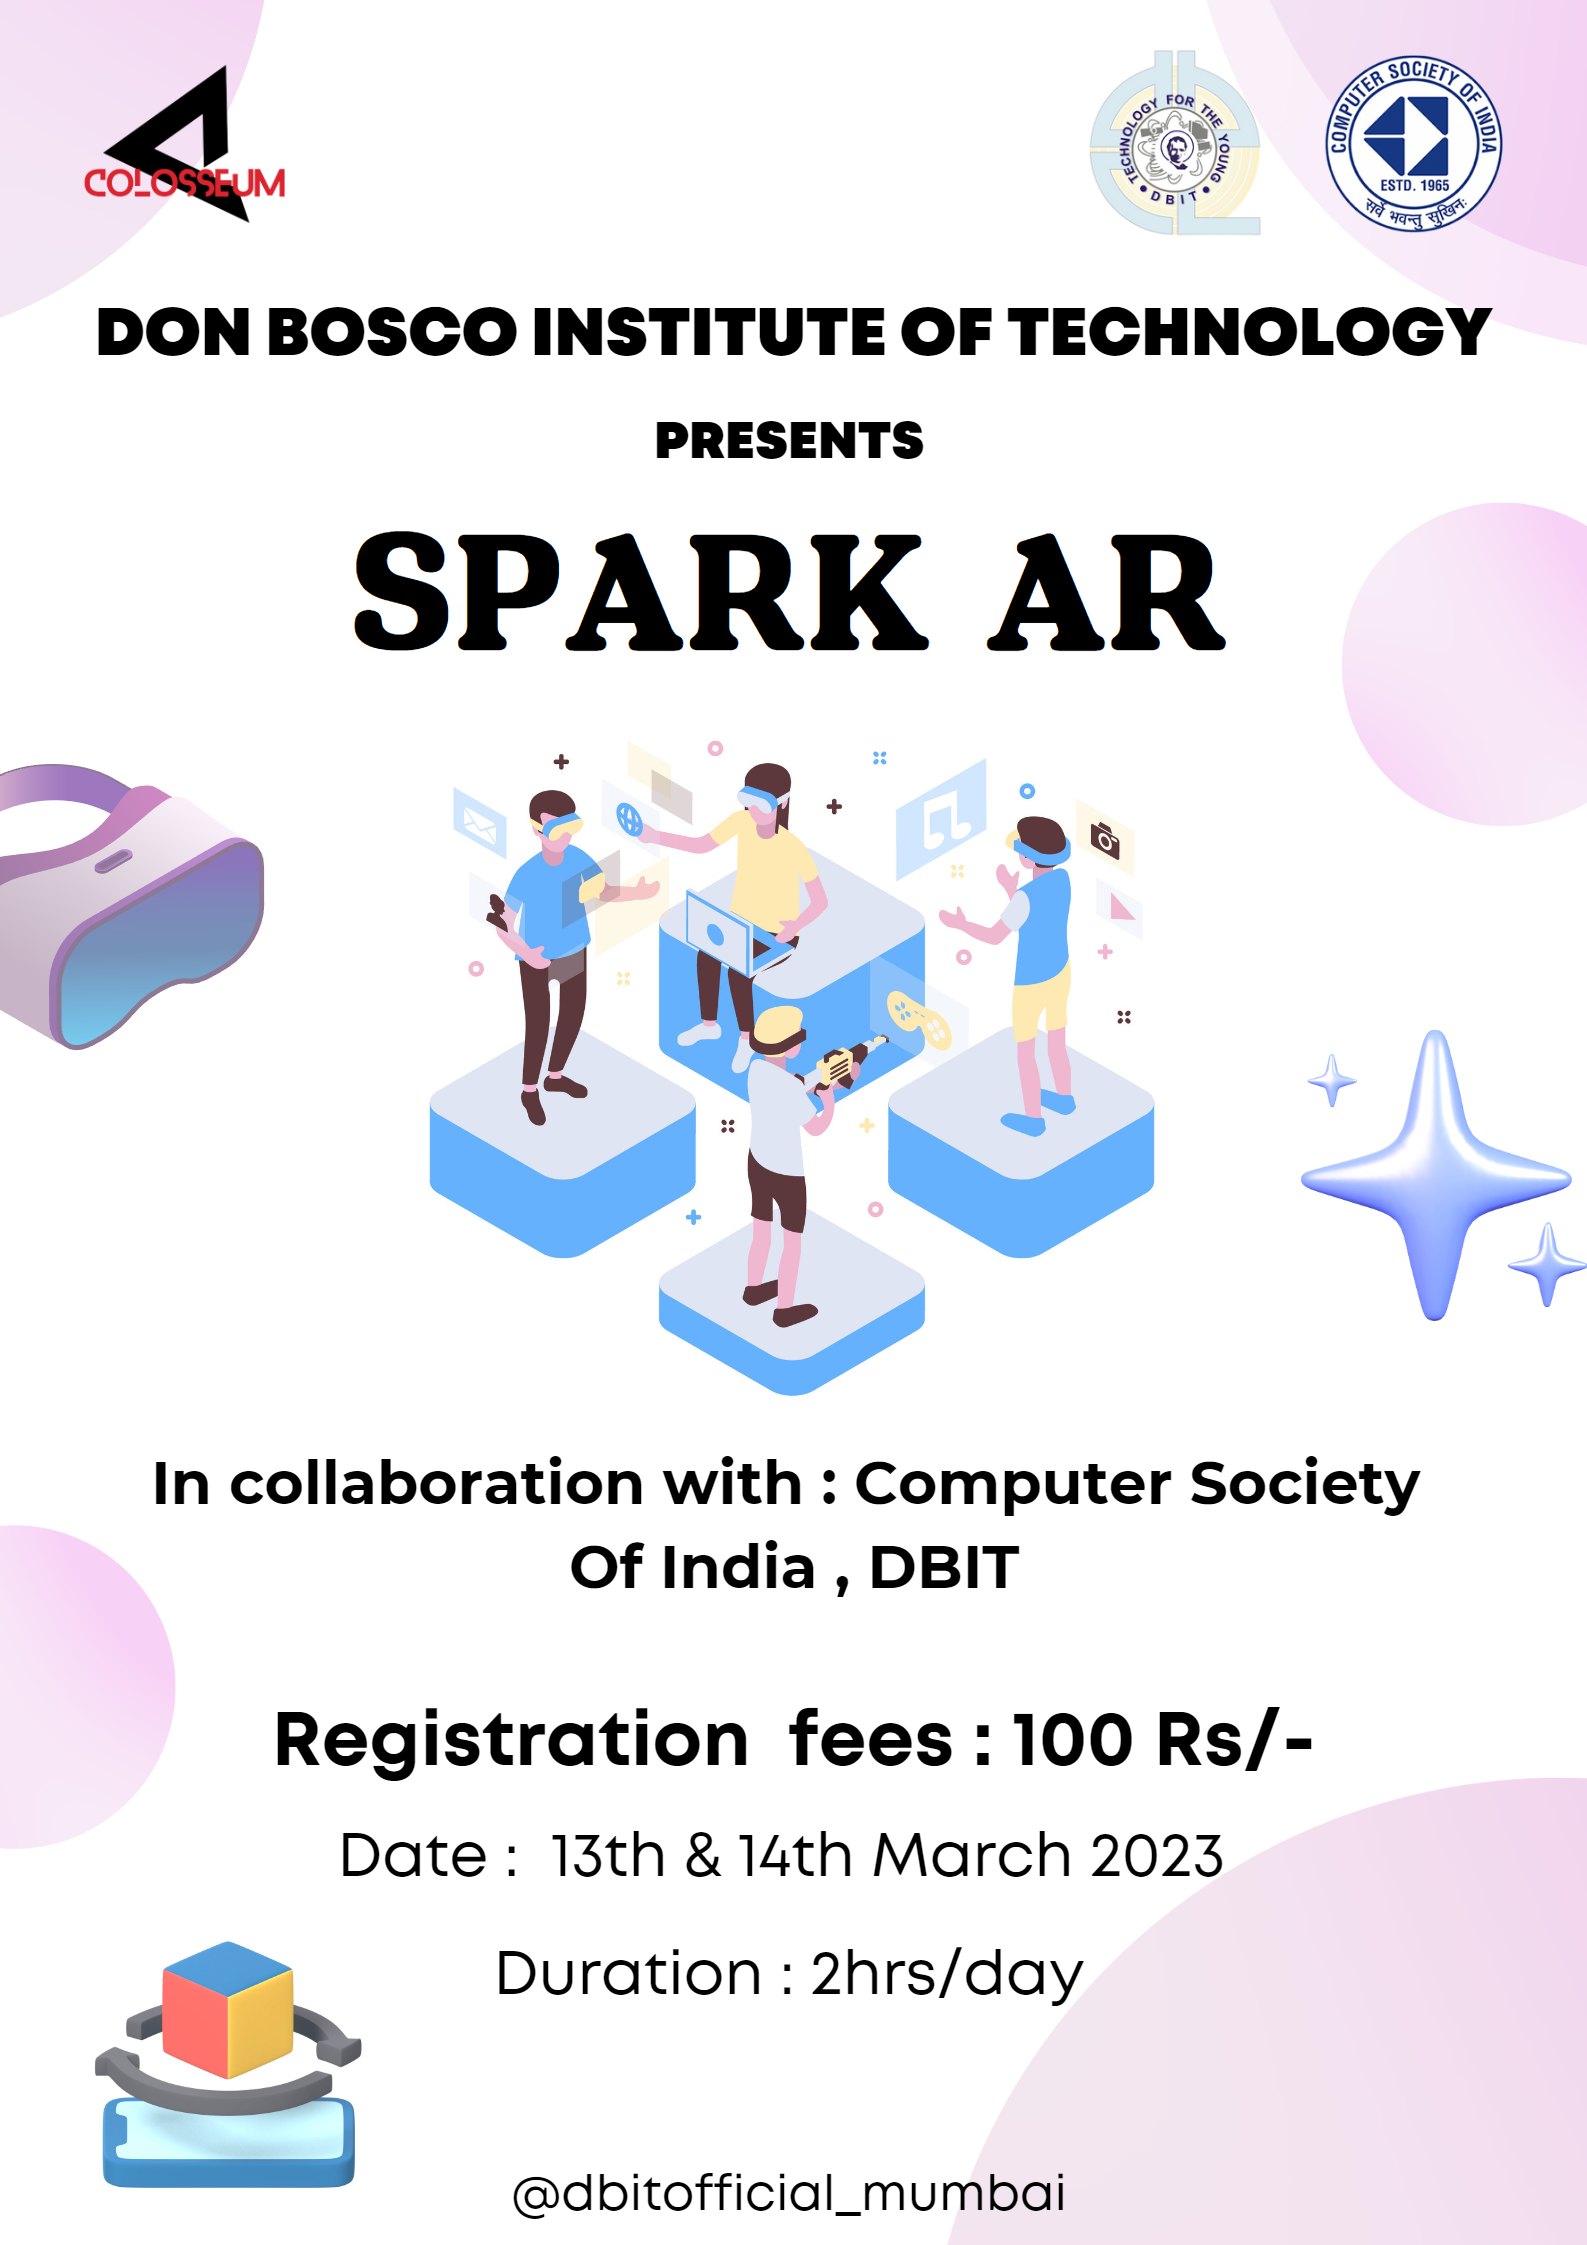 COLOSSEUM
TECHNOLOGY FOR THE YOUNG
DBIT
COMPUTER SOCIETY OF INDIA
ESTD. 1965
सर्वे भवन्तु सुखिनः
DON BOSCO INSTITUTE OF TECHNOLOGY
PRESENTS
SPARK AR
In collaboration with : Computer Society
Of India , DBIT
Registration fees : 100 Rs/-
Date : 13th & 14th March 2023
Duration : 2hrs/day
@dbitofficial_mumbai